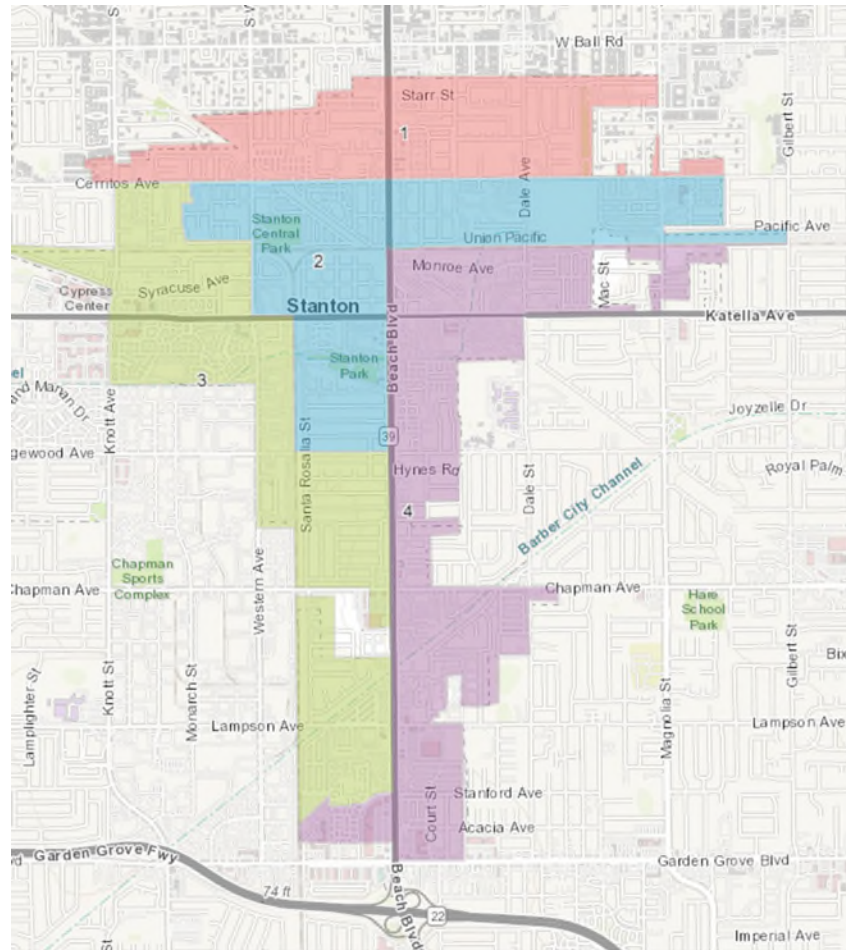 W Ball Rd
Starr St
1
Gilbert St
Cerritos Ave
Dale Ave
Stanton
Central
Park
Union Pacific
Pacific Ave
2
Monroe Ave
Mac St
Syracuse Ave
Cypress
Center
Stanton
Katella Ave
Beach Blvd
Stanton
Park
3
Knott Ave
Joyzelle Dr
39
Santa Rosalia St
Hynes Rd
Dale St
Royal Palm
4
Barber City Channel
Chapman
Sports
Complex
Western Ave
Chapman Ave
Chapman Ave
Hare
School
Park
Gilbert St
Lamplighter St
Knott St
Monarch St
Magnolia St
Lampson Ave
Lampson Ave
Court St
Stanford Ave
Acacia Ave
Garden Grove Fwy
Garden Grove Blvd
Beach Blvd
74 ft
22
Imperial Ave